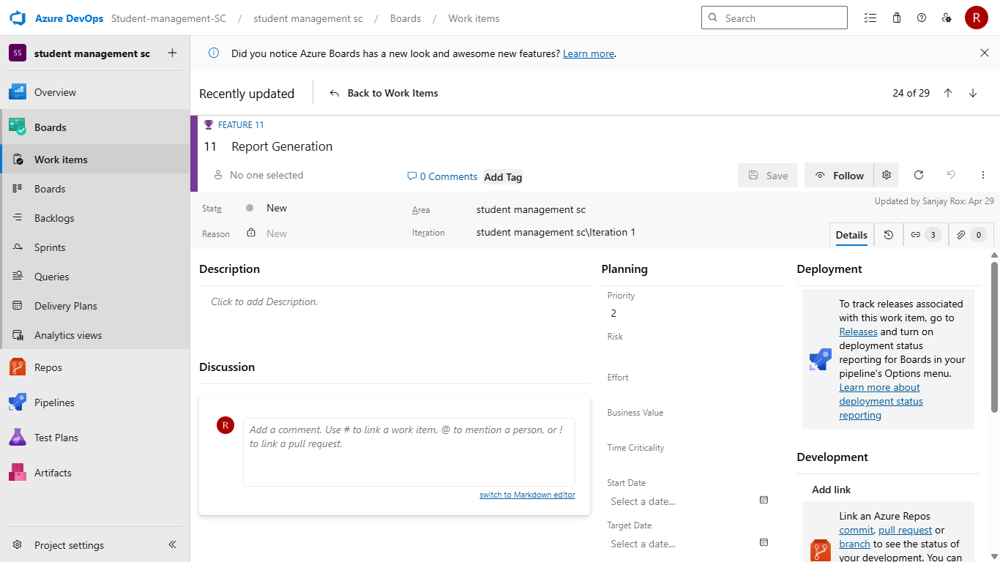 Azure DevOps Student-management-SC / student management sc / Boards / Work items Search R
SS student management sc
Did you notice Azure Boards has a new look and awesome new features? Learn more.
Overview
Boards
Work items
Boards
Backlogs
Sprints
Queries
Delivery Plans
Analytics views
Repos
Pipelines
Test Plans
Artifacts
Project settings
Recently updated Back to Work Items 24 of 29
FEATURE 11
11 Report Generation
No one selected 0 Comments Add Tag Save Follow
Updated by Sanjay Rox: Apr 29
State New Area student management sc
Reason New Iteration student management sc\Iteration 1
Details 3 0
Description
Click to add Description.
Discussion
R
Add a comment. Use # to link a work item, @ to mention a person, or !
to link a pull request.
switch to Markdown editor
Planning
Priority
2
Risk
Effort
Business Value
Time Criticality
Start Date
Select a date...
Target Date
Select a date...
Deployment
To track releases associated
with this work item, go to
Releases and turn on
deployment status
reporting for Boards in your
pipeline's Options menu.
Learn more about
deployment status
reporting
Development
Add link
Link an Azure Repos
commit, pull request or
branch to see the status of
your development. You can